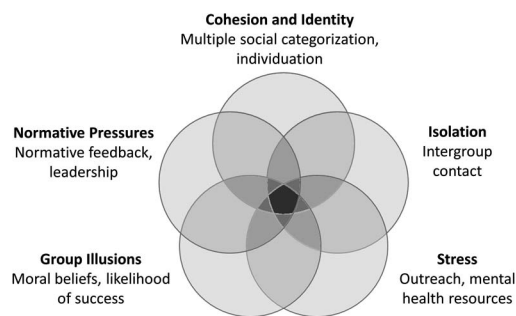 Cohesion and Identity
Multiple social categorization,
individuation
Normative Pressures
Normative feedback,
leadership
Isolation
Intergroup
contact
Group Illusions
Moral beliefs, likelihood
of success
Stress
Outreach, mental
health resources